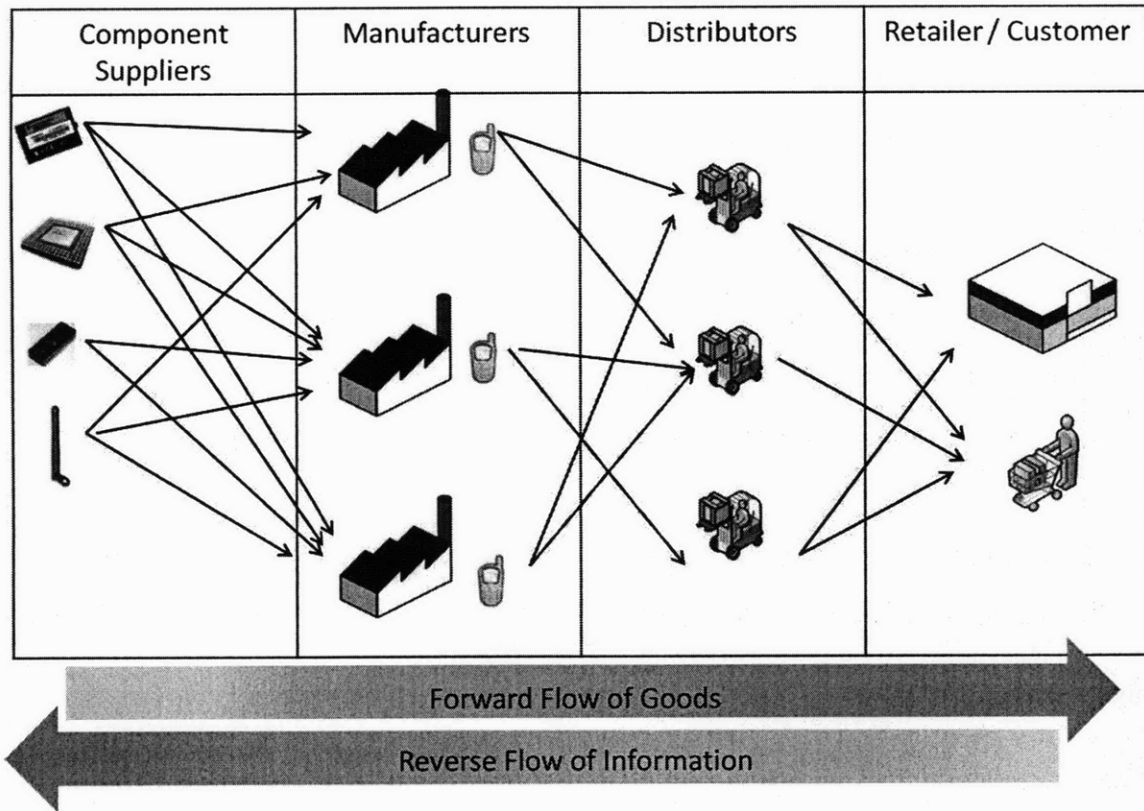 Component
Suppliers
Manufacturers
Distributors
Retailer / Customer
Forward Flow of Goods
Reverse Flow of Information